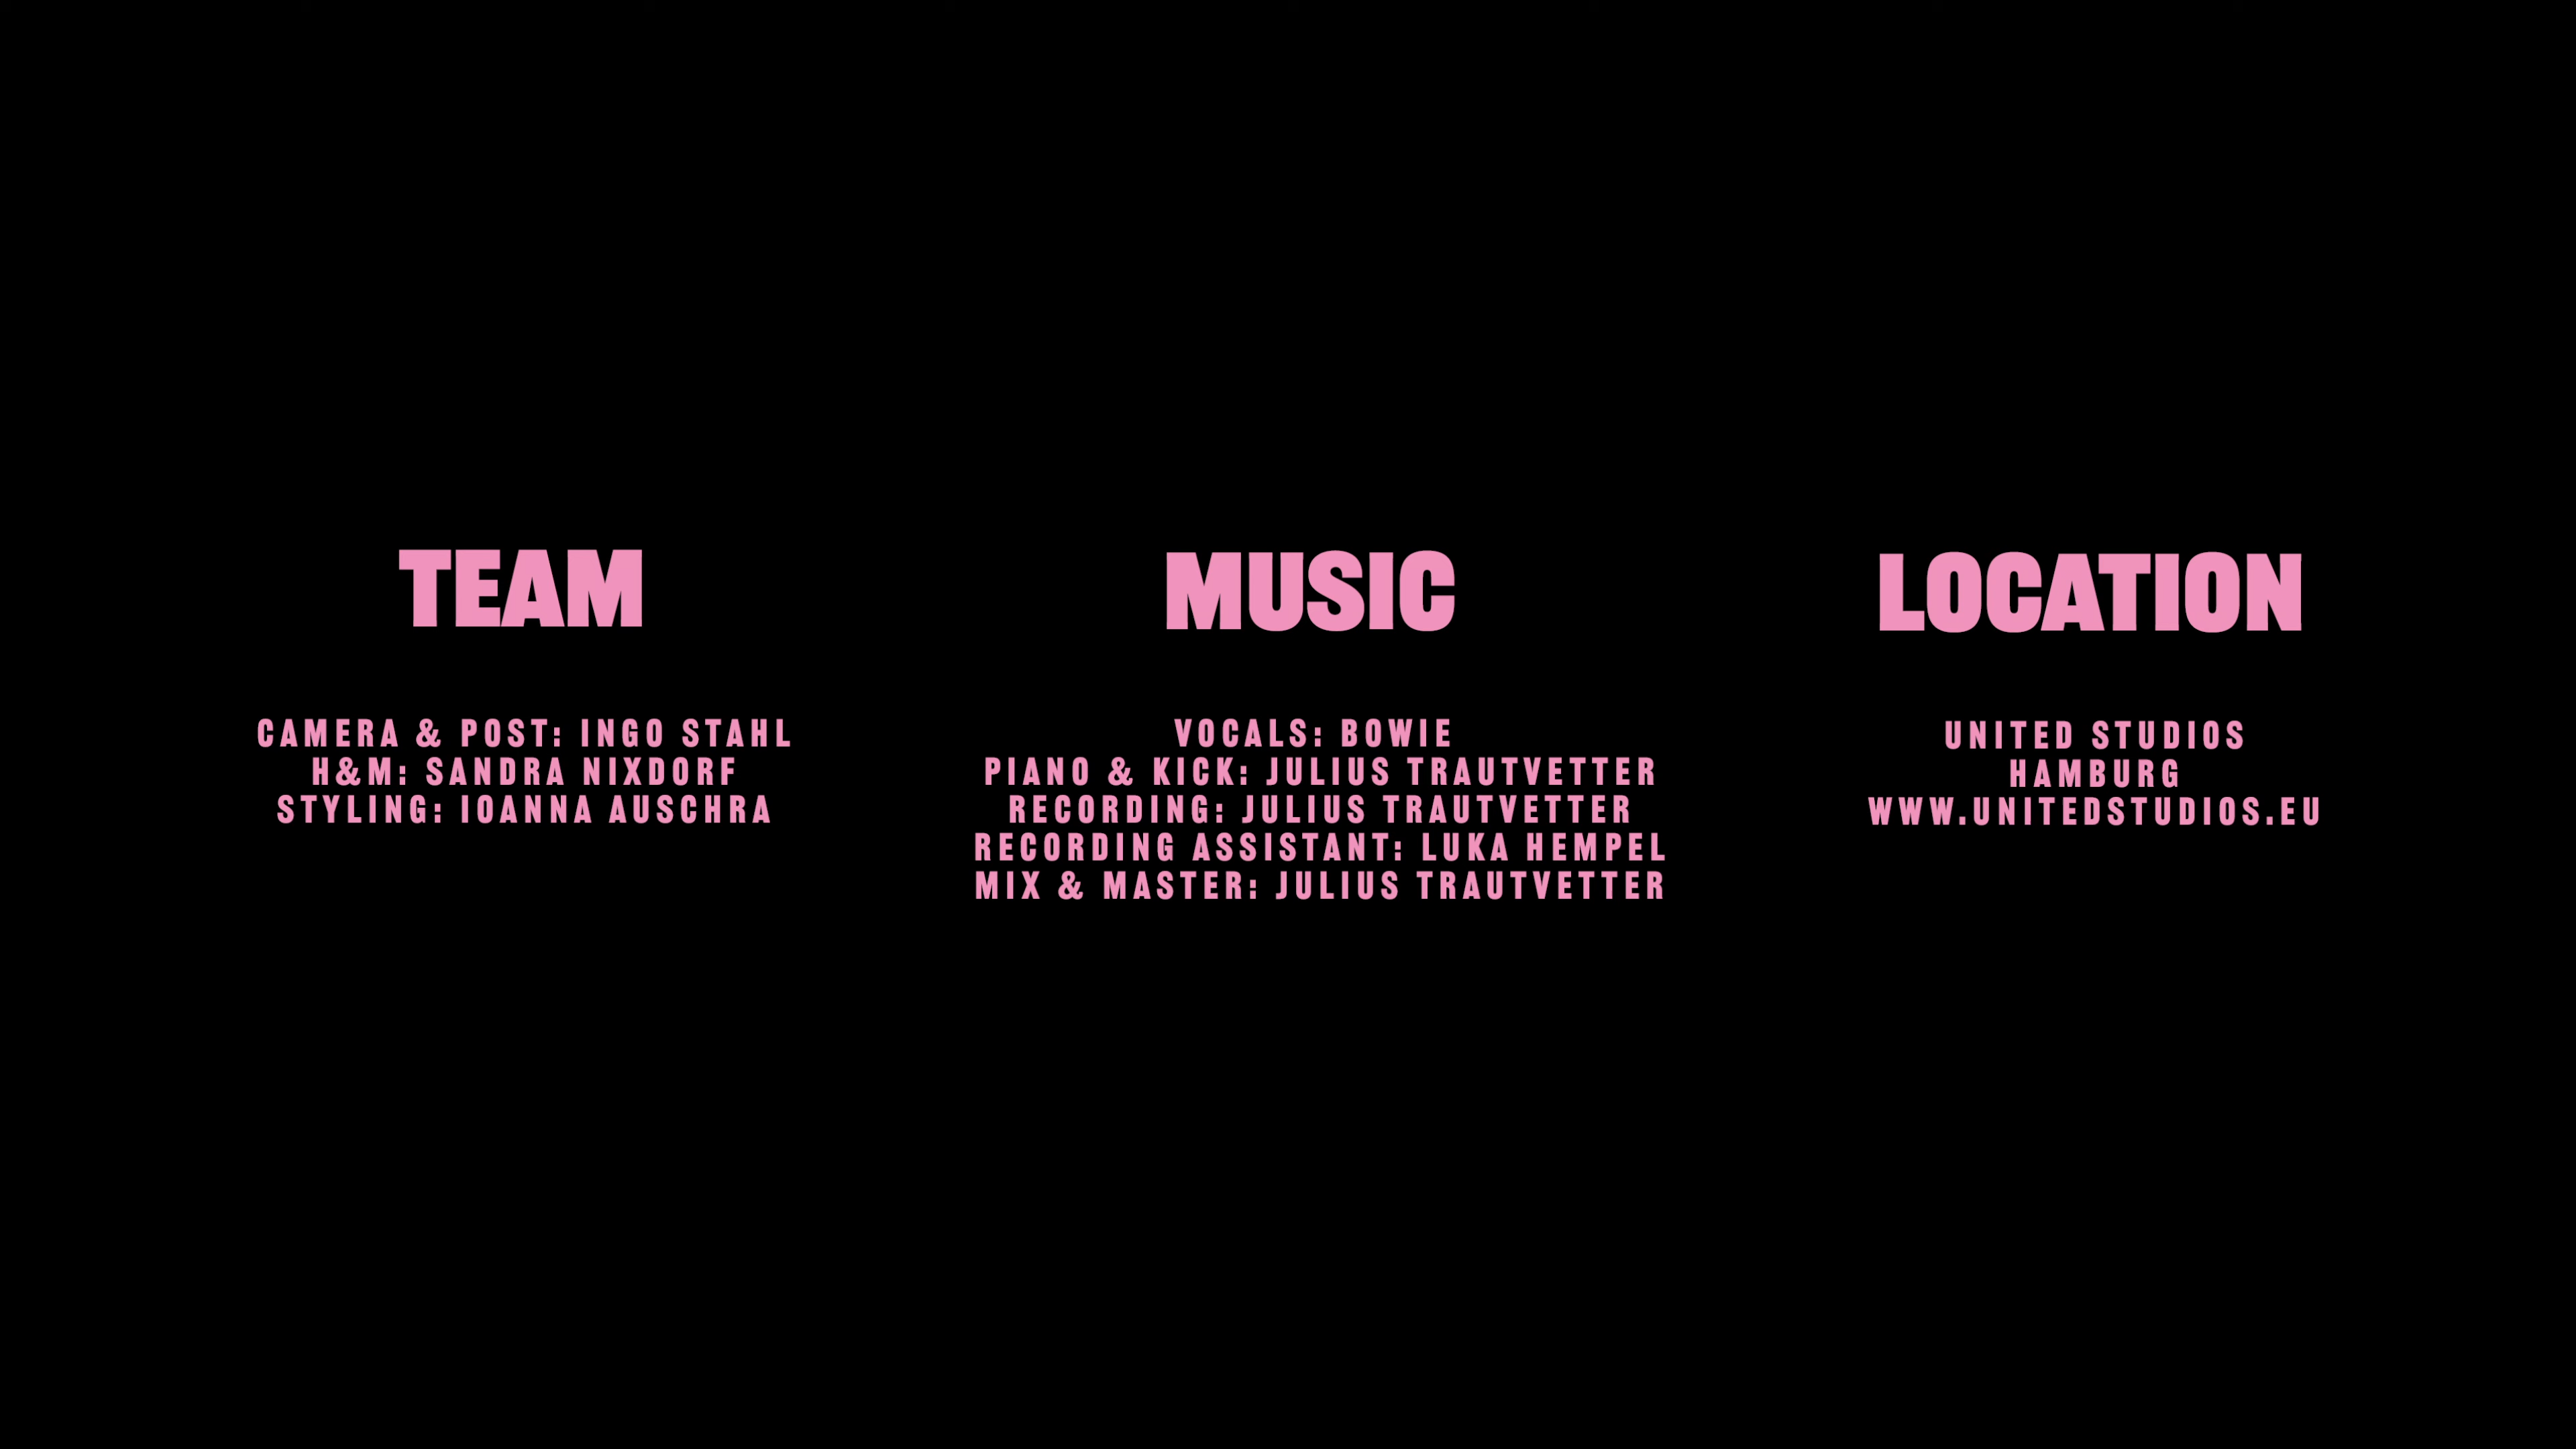 TEAM
CAMERA & POST: INGO STAHL
H&M: SANDRA NIXDORF
STYLING: IOANNA AUSCHRA
MUSIC
VOCALS: BOWIE
PIANO & KICK: JULIUS TRAUTVETTER
RECORDING: JULIUS TRAUTVETTER
RECORDING ASSISTANT: LUKA HEMPEL
MIX & MASTER: JULIUS TRAUTVETTER
LOCATION
UNITED STUDIOS
HAMBURG
WWW.UNITEDSTUDIOS.EU